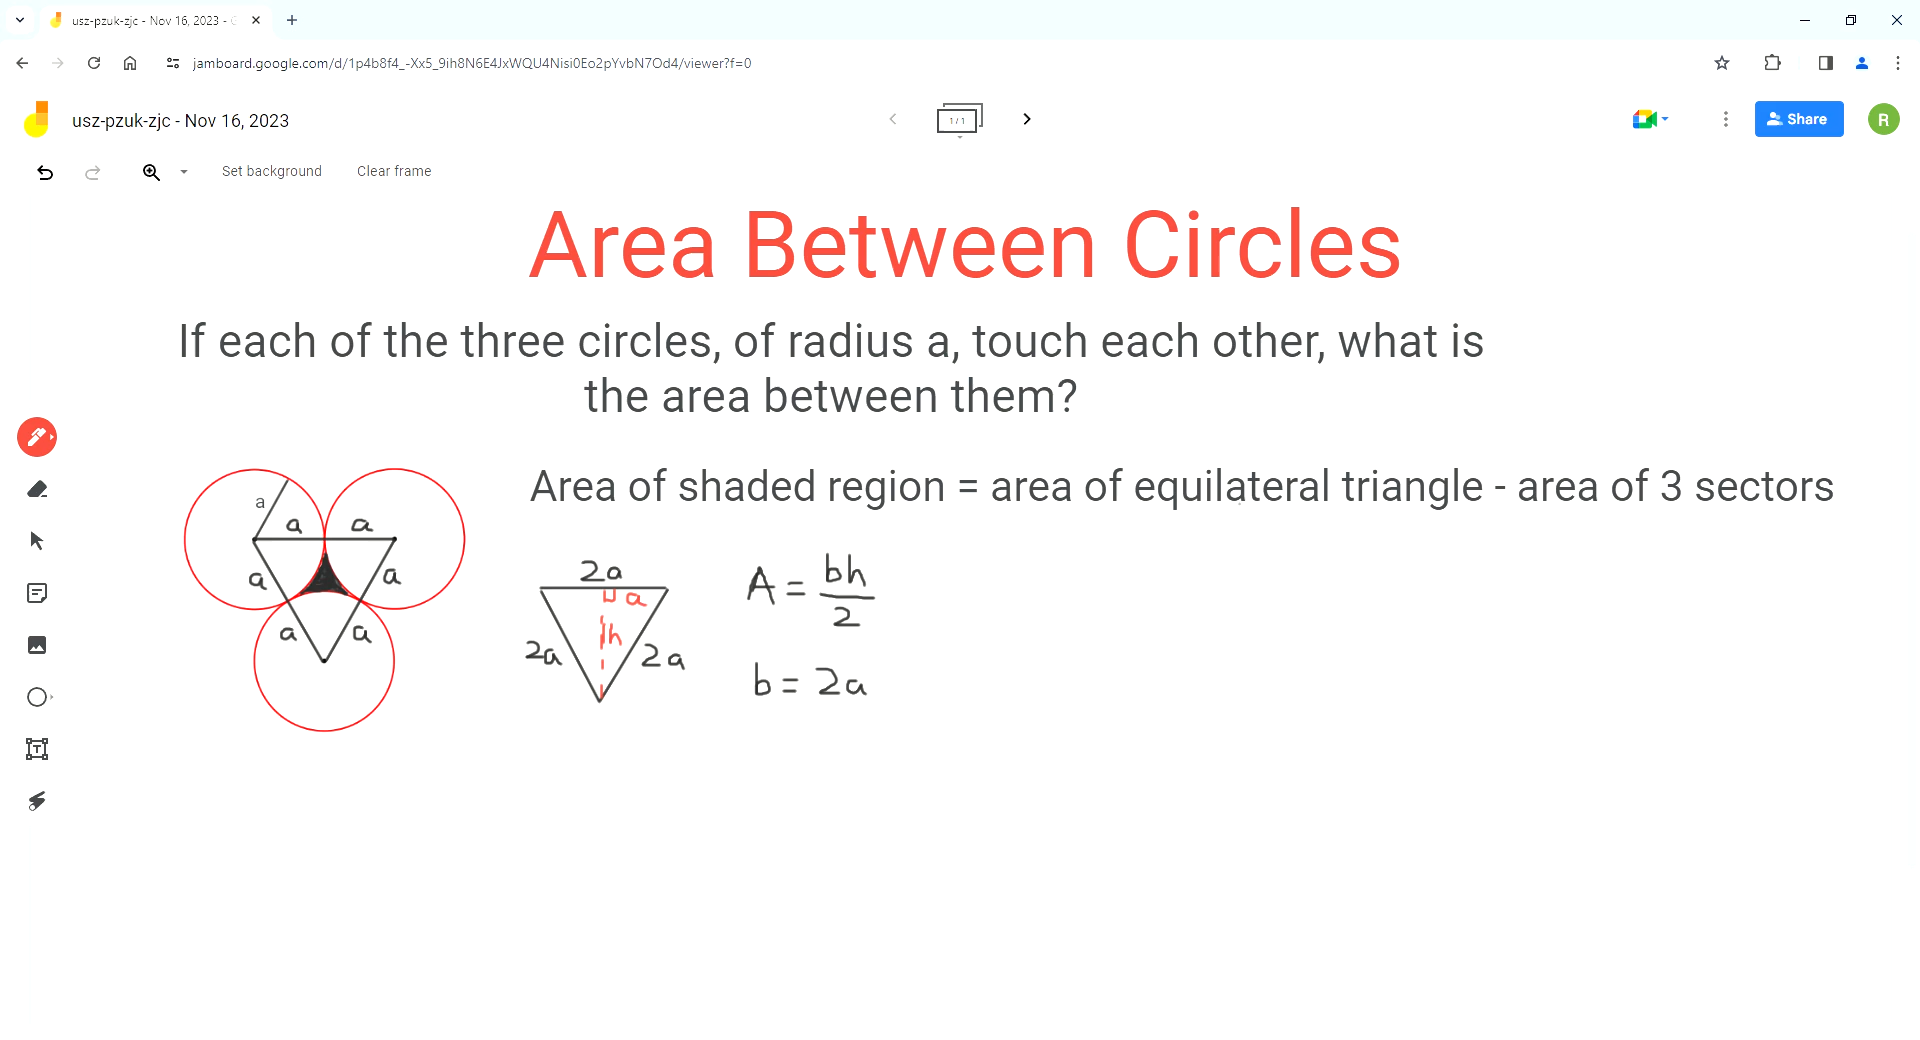 usz-pzuk-zjc - Nov 16, 2023 - G
jamboard.google.com/d/1p4b8f4_-Xx5_9ih8N6E4JxWQU4Nisi0Eo2pYvbN7Od4/viewer?f=0
usz-pzuk-zjc - Nov 16, 2023
1 / 1
Share
R
Set background
Clear frame
Area Between Circles
If each of the three circles, of radius a, touch each other, what is
the area between them?
Area of shaded region = area of equilateral triangle - area of 3 sectors
a
a a
a a
a a
2a
a
h
2a 2a
A = bh/2
b = 2a
T